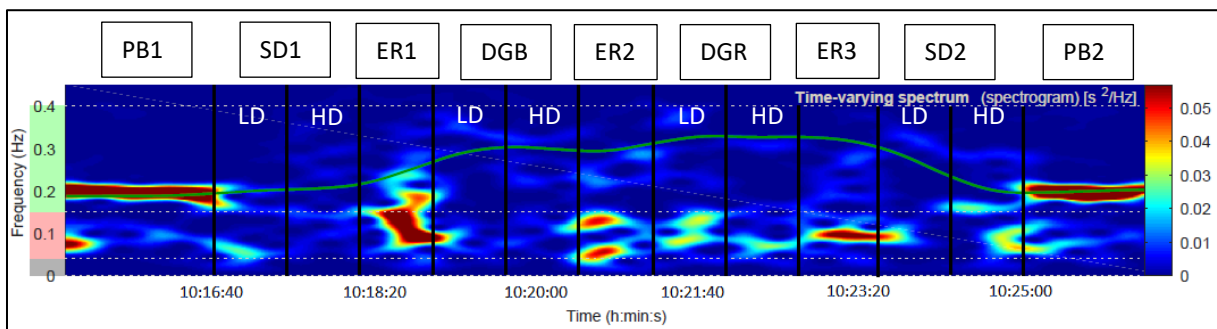 PB1 SD1 ER1 DGB ER2 DGR ER3 SD2 PB2
Time-varying spectrum (spectrogram) [s²/Hz]
LD HD LD HD LD HD LD HD
Frequency (Hz)
0.4
0.3
0.2
0.1
0
0.05
0.04
0.03
0.02
0.01
0
10:16:40 10:18:20 10:20:00 10:21:40 10:23:20 10:25:00
Time (h:min:s)